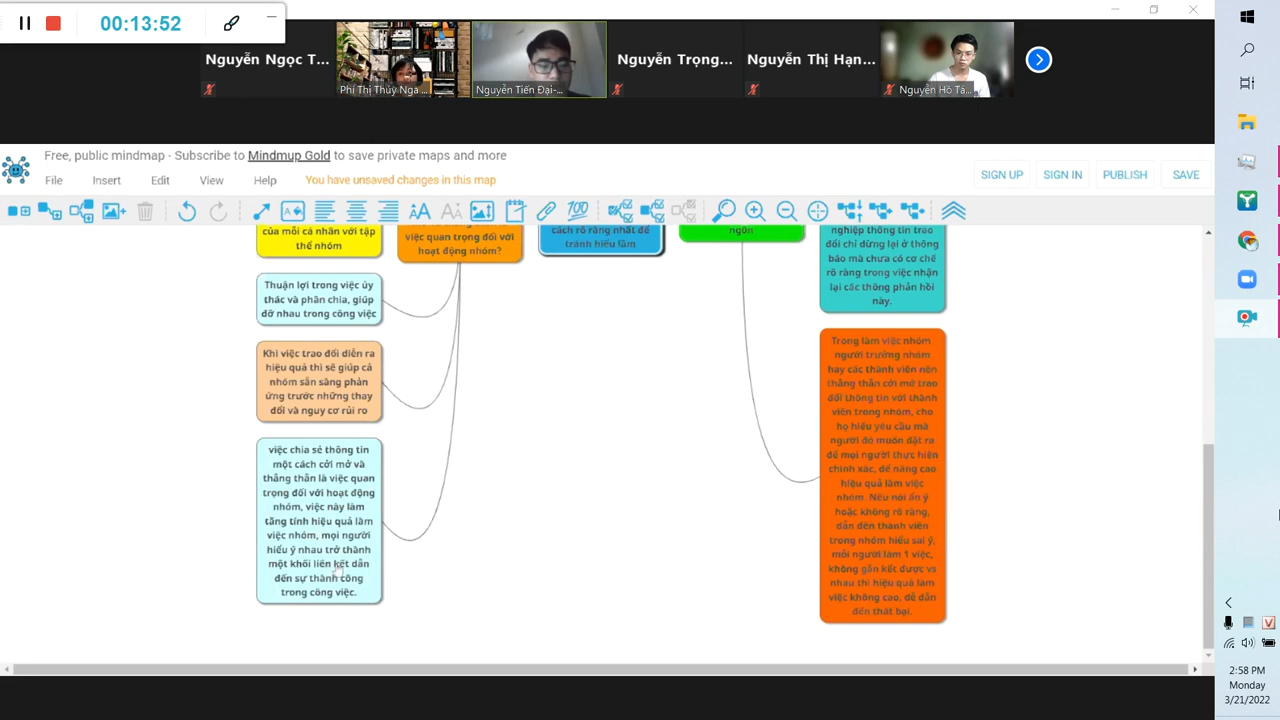 00:13:52
Nguyễn Ngọc T...
Phí Thị Thúy Nga ...
Nguyễn Tiến Đại-...
Nguyễn Trọng...
Nguyễn Thị Hạn...
Nguyễn Hồ Tá...
Free, public mindmap - Subscribe to Mindmup Gold to save private maps and more
File Insert Edit View Help You have unsaved changes in this map
SIGN UP SIGN IN PUBLISH SAVE
của mỗi cá nhân với tập
thể nhóm
việc quan trọng đối với
hoạt động nhóm?
cách rõ ràng nhất để
tránh hiểu lầm
ngôn
nghiệp thông tin trao
đổi chỉ dừng lại ở thông
báo mà chưa có cơ chế
rõ ràng trong việc nhận
lại các thông phản hồi
này.
Thuận lợi trong việc ủy
thác và phân chia, giúp
đỡ nhau trong công việc
Khi việc trao đổi diễn ra
hiệu quả thì sẽ giúp cả
nhóm sẵn sàng phản
ứng trước những thay
đổi và nguy cơ rủi ro
việc chia sẻ thông tin
một cách cởi mở và
thẳng thắn là việc quan
trọng đối với hoạt động
nhóm, việc này làm
tăng tính hiệu quả làm
việc nhóm, mọi người
hiểu ý nhau trở thành
một khối liên kết dẫn
đến sự thành công
trong công việc.
Trong làm việc nhóm
người trưởng nhóm
hay các thành viên nên
thẳng thắn cởi mở trao
đổi thông tin với thành
viên trong nhóm, cho
họ hiểu yêu cầu mà
người đó muốn đặt ra
để mọi người thực hiện
chính xác, để nâng cao
hiệu quả làm việc
nhóm. Nếu nói ẩn ý
hoặc không rõ ràng,
dẫn đến thành viên
trong nhóm hiểu sai ý,
mỗi người làm 1 việc,
không gắn kết được vs
nhau thì hiệu quả làm
việc không cao, dễ dẫn
đến thất bại.
2:58 PM
Monday
3/21/2022